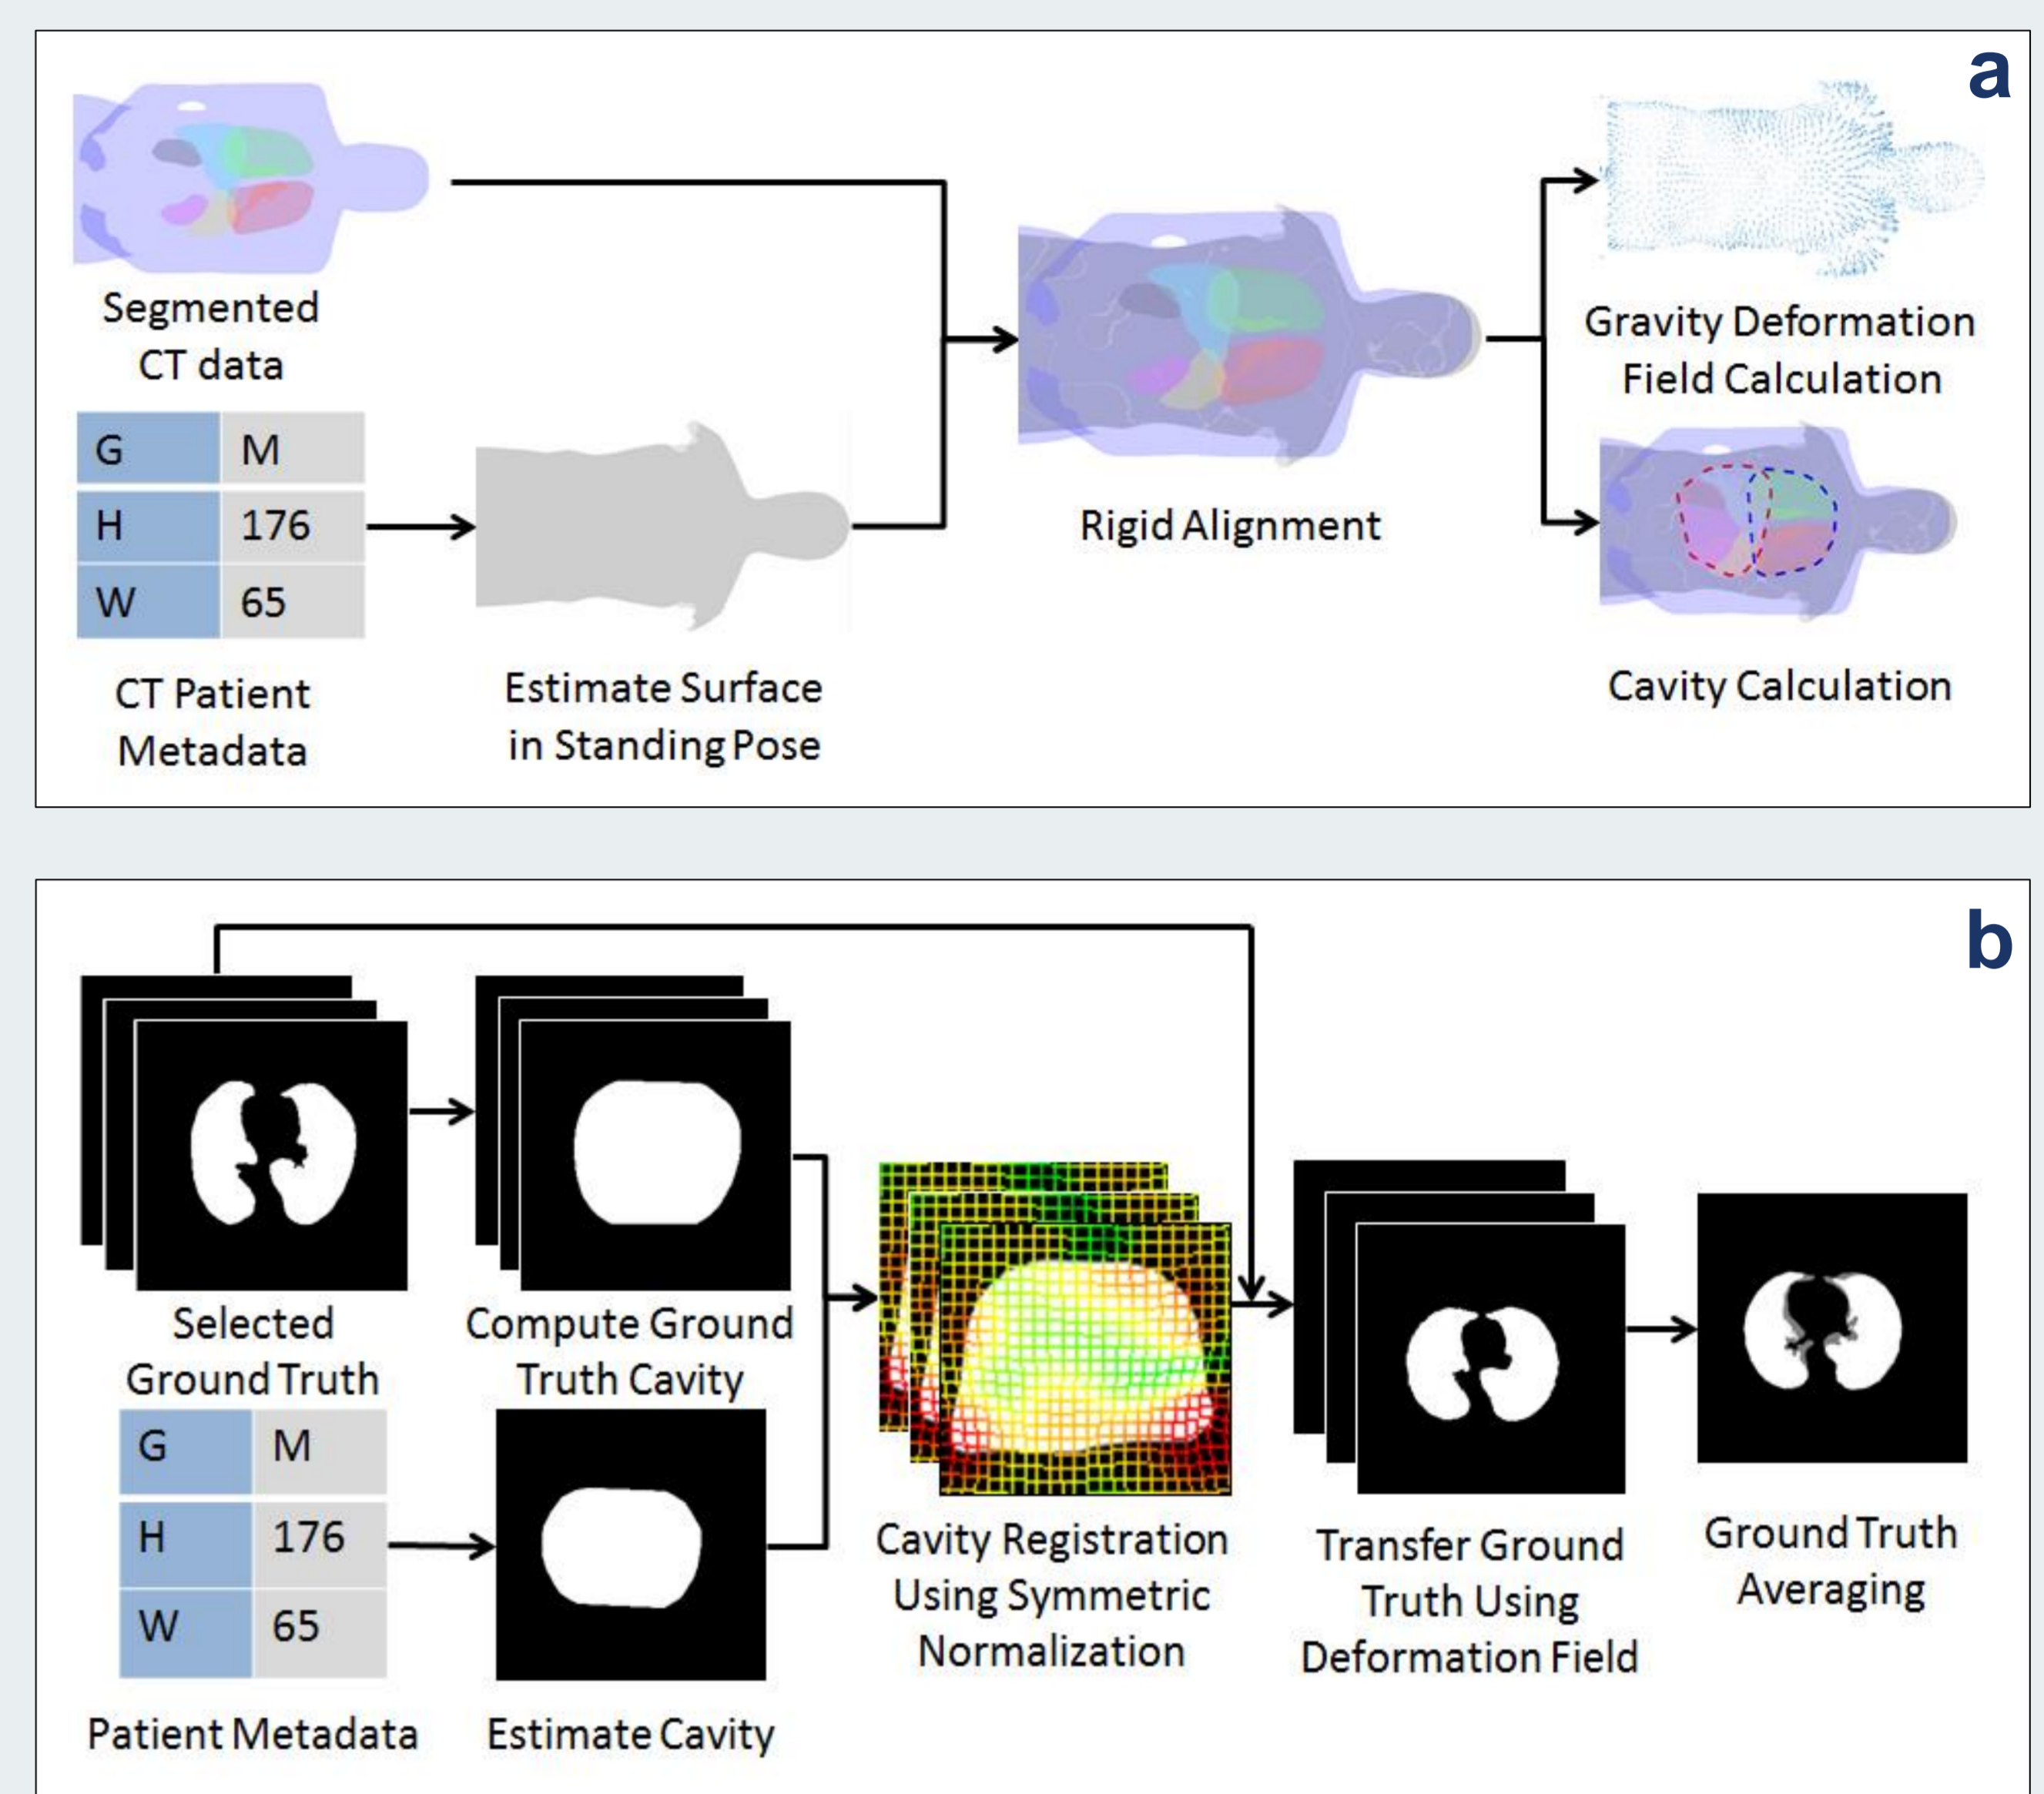 a
Segmented
CT data
G M
H 176
W 65
CT Patient
Metadata
Estimate Surface
in Standing Pose
Rigid Alignment
Gravity Deformation
Field Calculation
Cavity Calculation
b
Selected
Ground Truth
Compute Ground
Truth Cavity
G M
H 176
W 65
Patient Metadata
Estimate Cavity
Cavity Registration
Using Symmetric
Normalization
Transfer Ground
Truth Using
Deformation Field
Ground Truth
Averaging